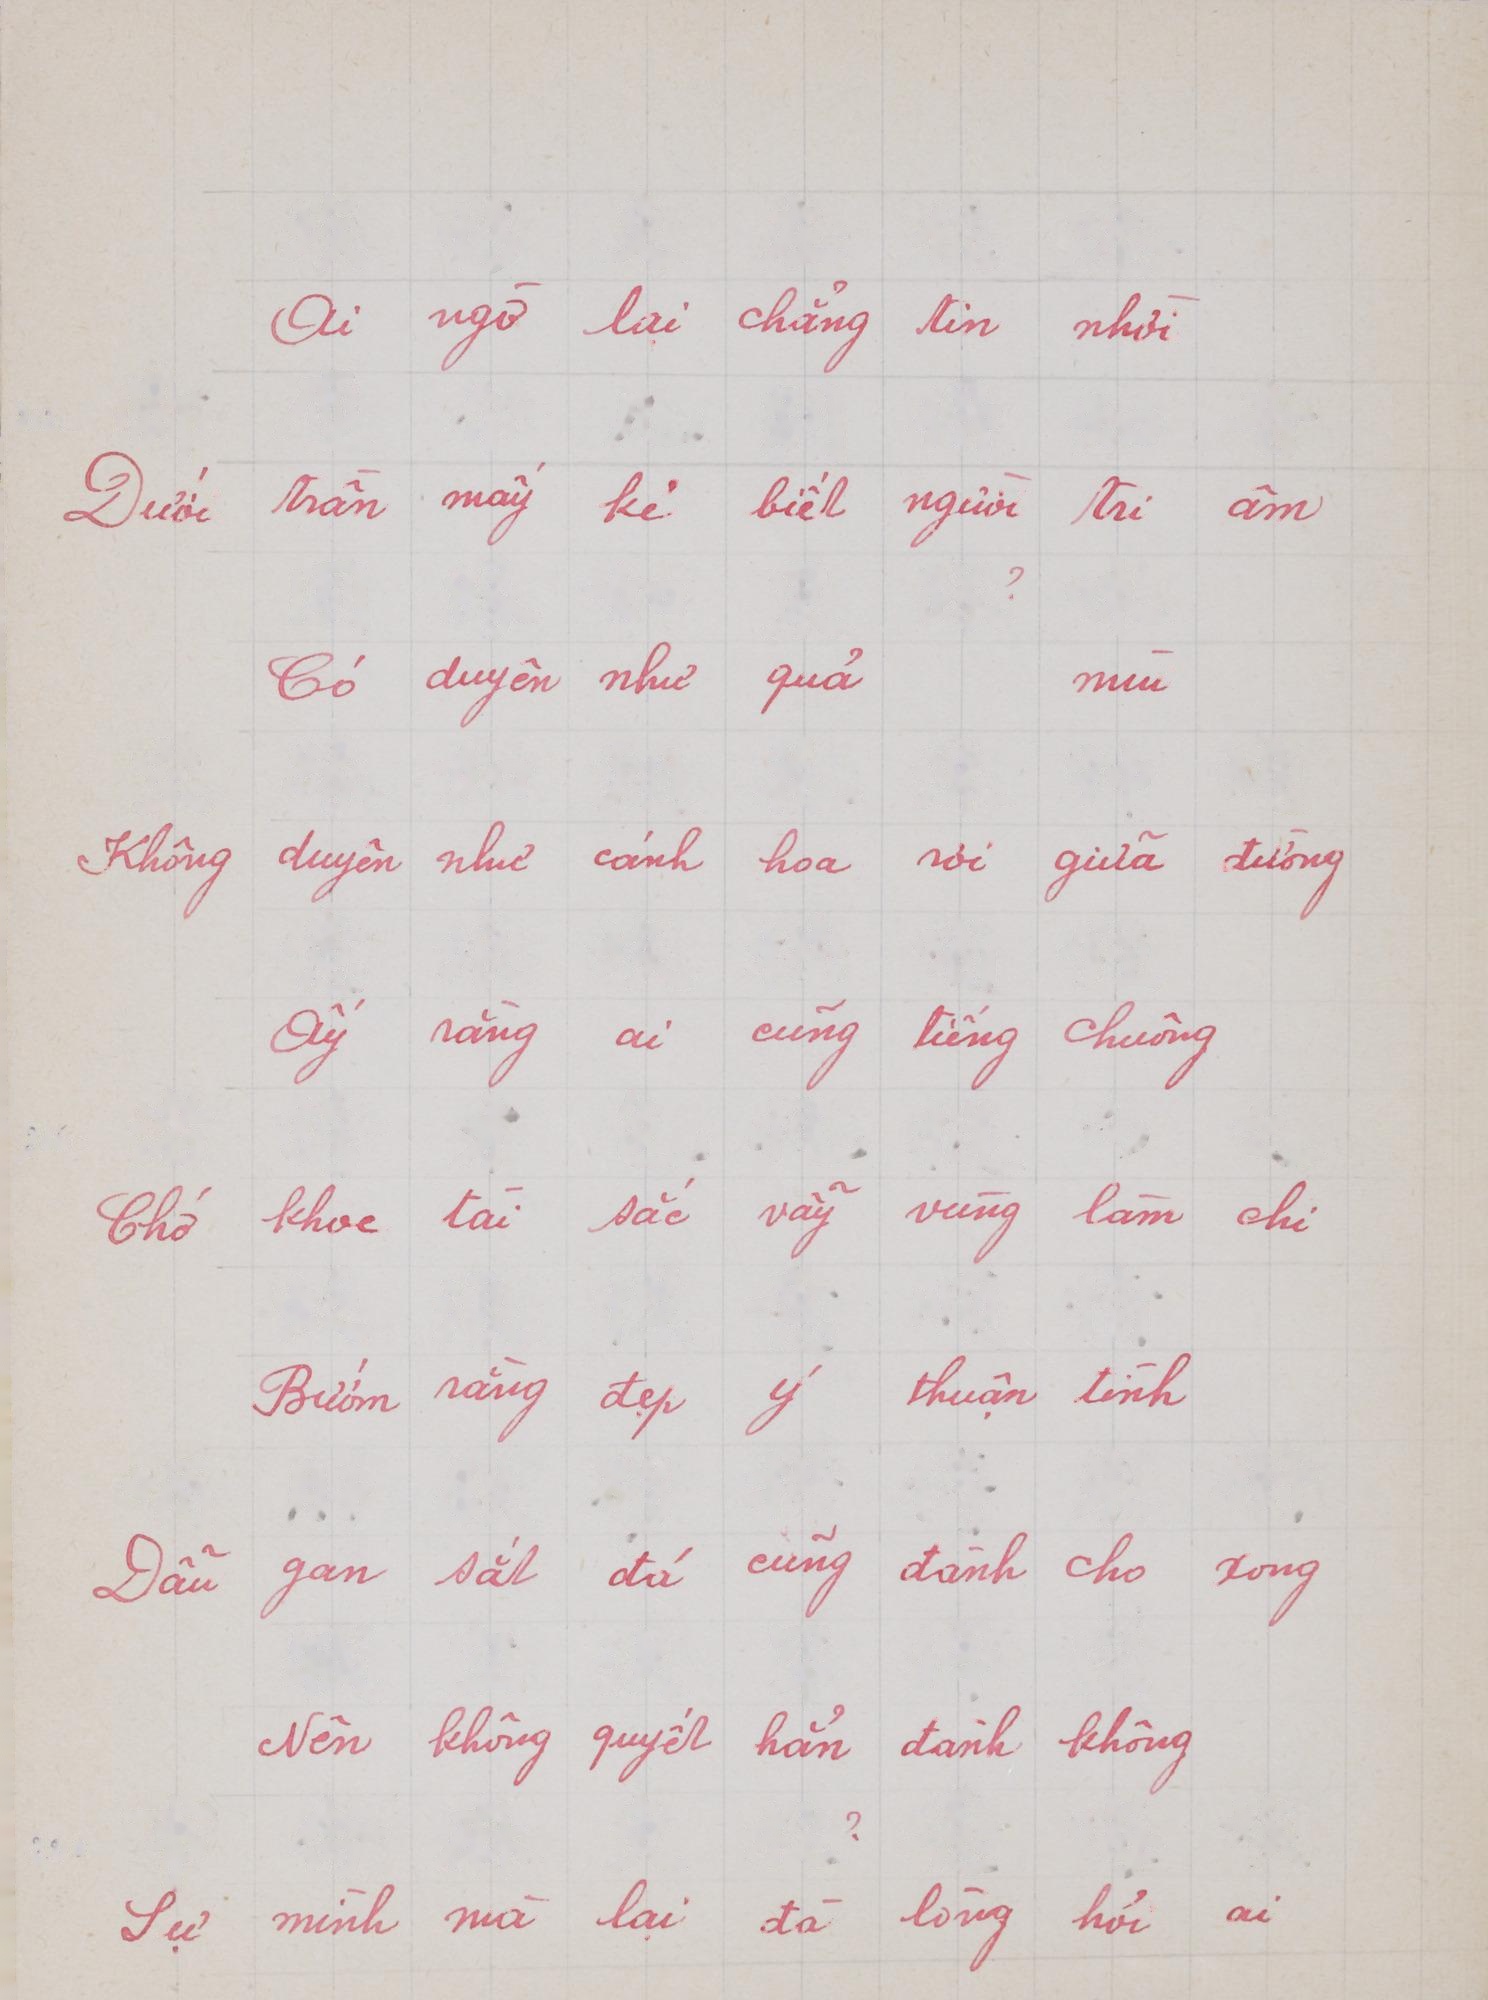 Ai ngờ lại chẳng tin nhời
Dưới trần mấy kẻ biết người tri âm
?
Có duyên như quả mù
Không duyên như cánh hoa rơi giữa đường
Ấy rằng ai cũng tiếng chuông
Chớ khoe tài sắc vẫy vùng làm chi
Bướm rằng đẹp ý thuận tình
Dẫu gan sắt đá cũng đành cho xong
Nên không quyết hẳn đành không
?
Sự mình mà lại đà lòng hỏi ai